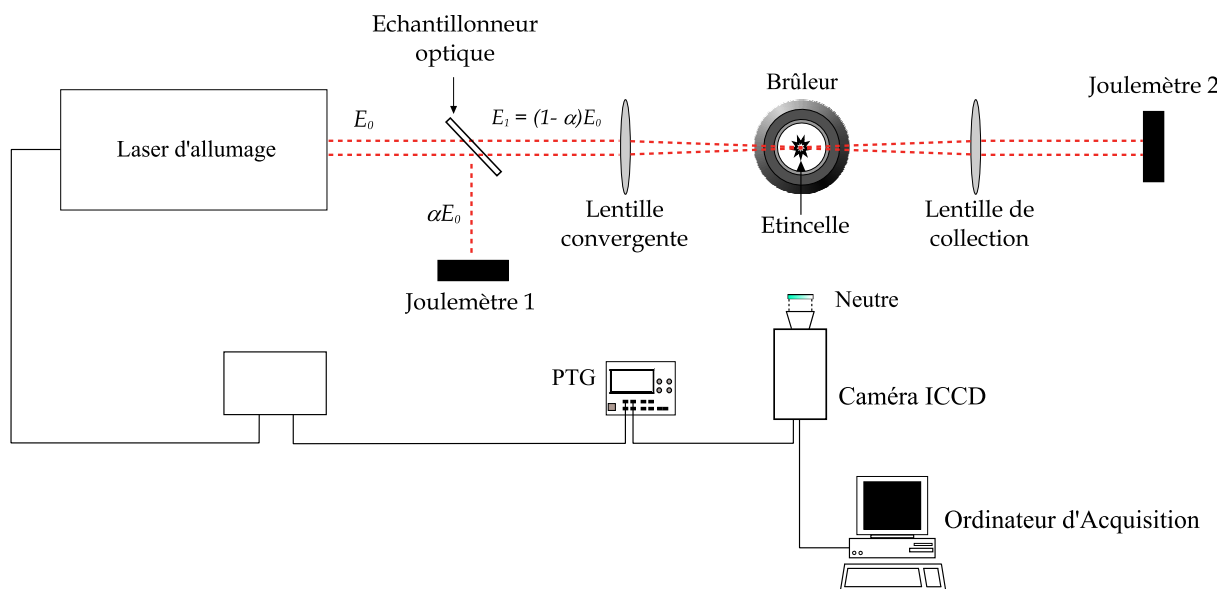 Echantillonneur
optique
Laser d'allumage
E₀
E₁ = (1- α)E₀
αE₀
Joulemètre 1
Lentille
convergente
Brûleur
Etincelle
Lentille de
collection
Joulemètre 2
Neutre
PTG
Caméra ICCD
Ordinateur d'Acquisition